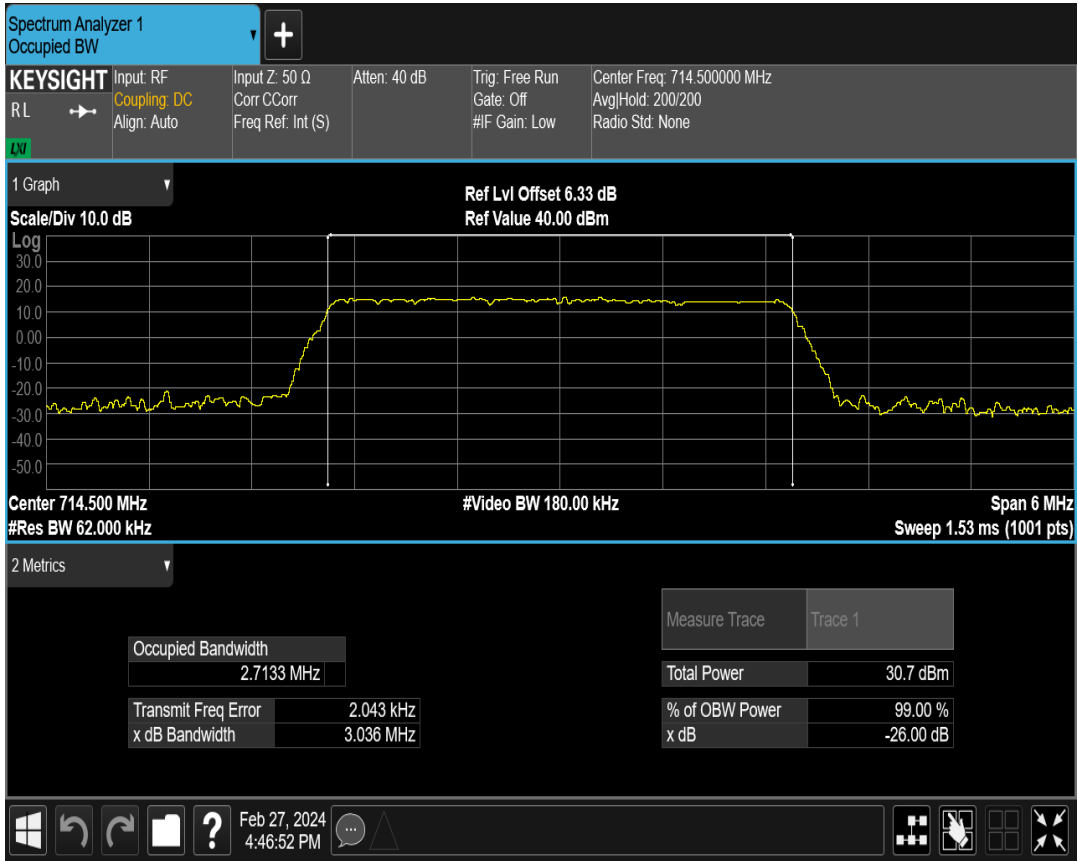 Spectrum Analyzer 1
Occupied BW
KEYSIGHT
R L
LXI
Input: RF
Coupling: DC
Align: Auto
Input Z: 50 Ω
Corr CCorr
Freq Ref: Int (S)
Atten: 40 dB
Trig: Free Run
Gate: Off
#IF Gain: Low
Center Freq: 714.500000 MHz
Avg|Hold: 200/200
Radio Std: None
1 Graph
Scale/Div 10.0 dB
Ref Lvl Offset 6.33 dB
Ref Value 40.00 dBm
Log
30.0
20.0
10.0
0.00
-10.0
-20.0
-30.0
-40.0
-50.0
Center 714.500 MHz
#Video BW 180.00 kHz
Span 6 MHz
#Res BW 62.000 kHz
Sweep 1.53 ms (1001 pts)
2 Metrics
Measure Trace Trace 1
Occupied Bandwidth
2.7133 MHz
Total Power 30.7 dBm
Transmit Freq Error 2.043 kHz
% of OBW Power 99.00 %
x dB Bandwidth 3.036 MHz
x dB -26.00 dB
?
Feb 27, 2024
4:46:52 PM